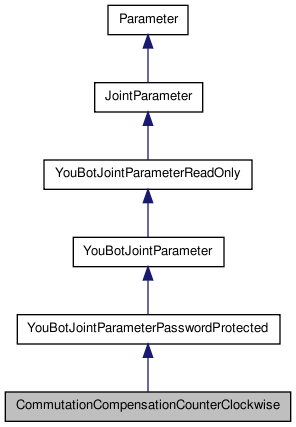 Parameter
JointParameter
YouBotJointParameterReadOnly
YouBotJointParameter
YouBotJointParameterPasswordProtected
CommutationCompensationCounterClockwise